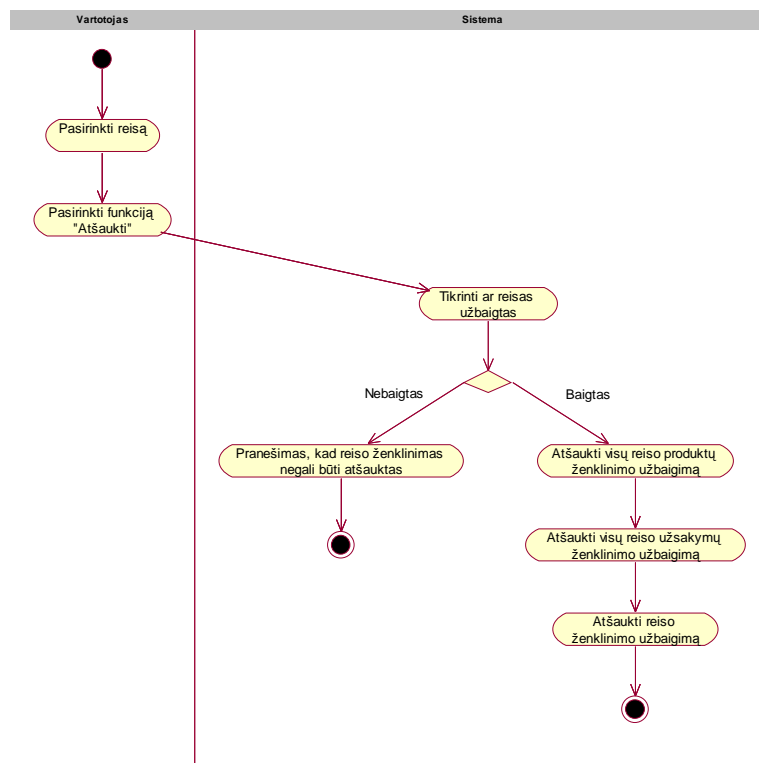 Vartotojas
Sistema
Pasirinkti reisą
Pasirinkti funkciją
"Atšaukti"
Tikrinti ar reisas
užbaigtas
Nebaigtas
Baigtas
Pranešimas, kad reiso ženklinimas
negali būti atšauktas
Atšaukti visų reiso produktų
ženklinimo užbaigimą
Atšaukti visų reiso užsakymų
ženklinimo užbaigimą
Atšaukti reiso
ženklinimo užbaigimą